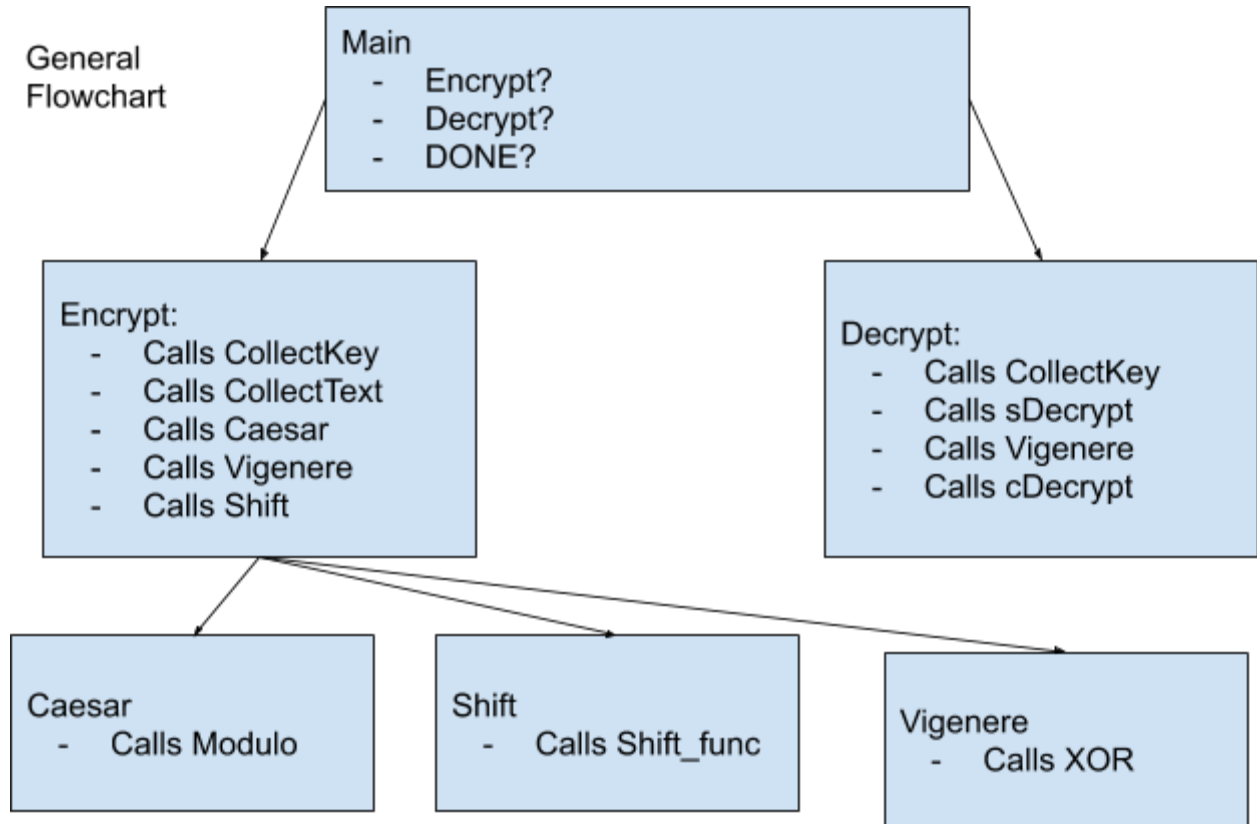 General
Flowchart
Main
- Encrypt?
- Decrypt?
- DONE?
Encrypt:
- Calls CollectKey
- Calls CollectText
- Calls Caesar
- Calls Vigenere
- Calls Shift
Decrypt:
- Calls CollectKey
- Calls sDecrypt
- Calls Vigenere
- Calls cDecrypt
Caesar
- Calls Modulo
Shift
- Calls Shift_func
Vigenere
- Calls XOR